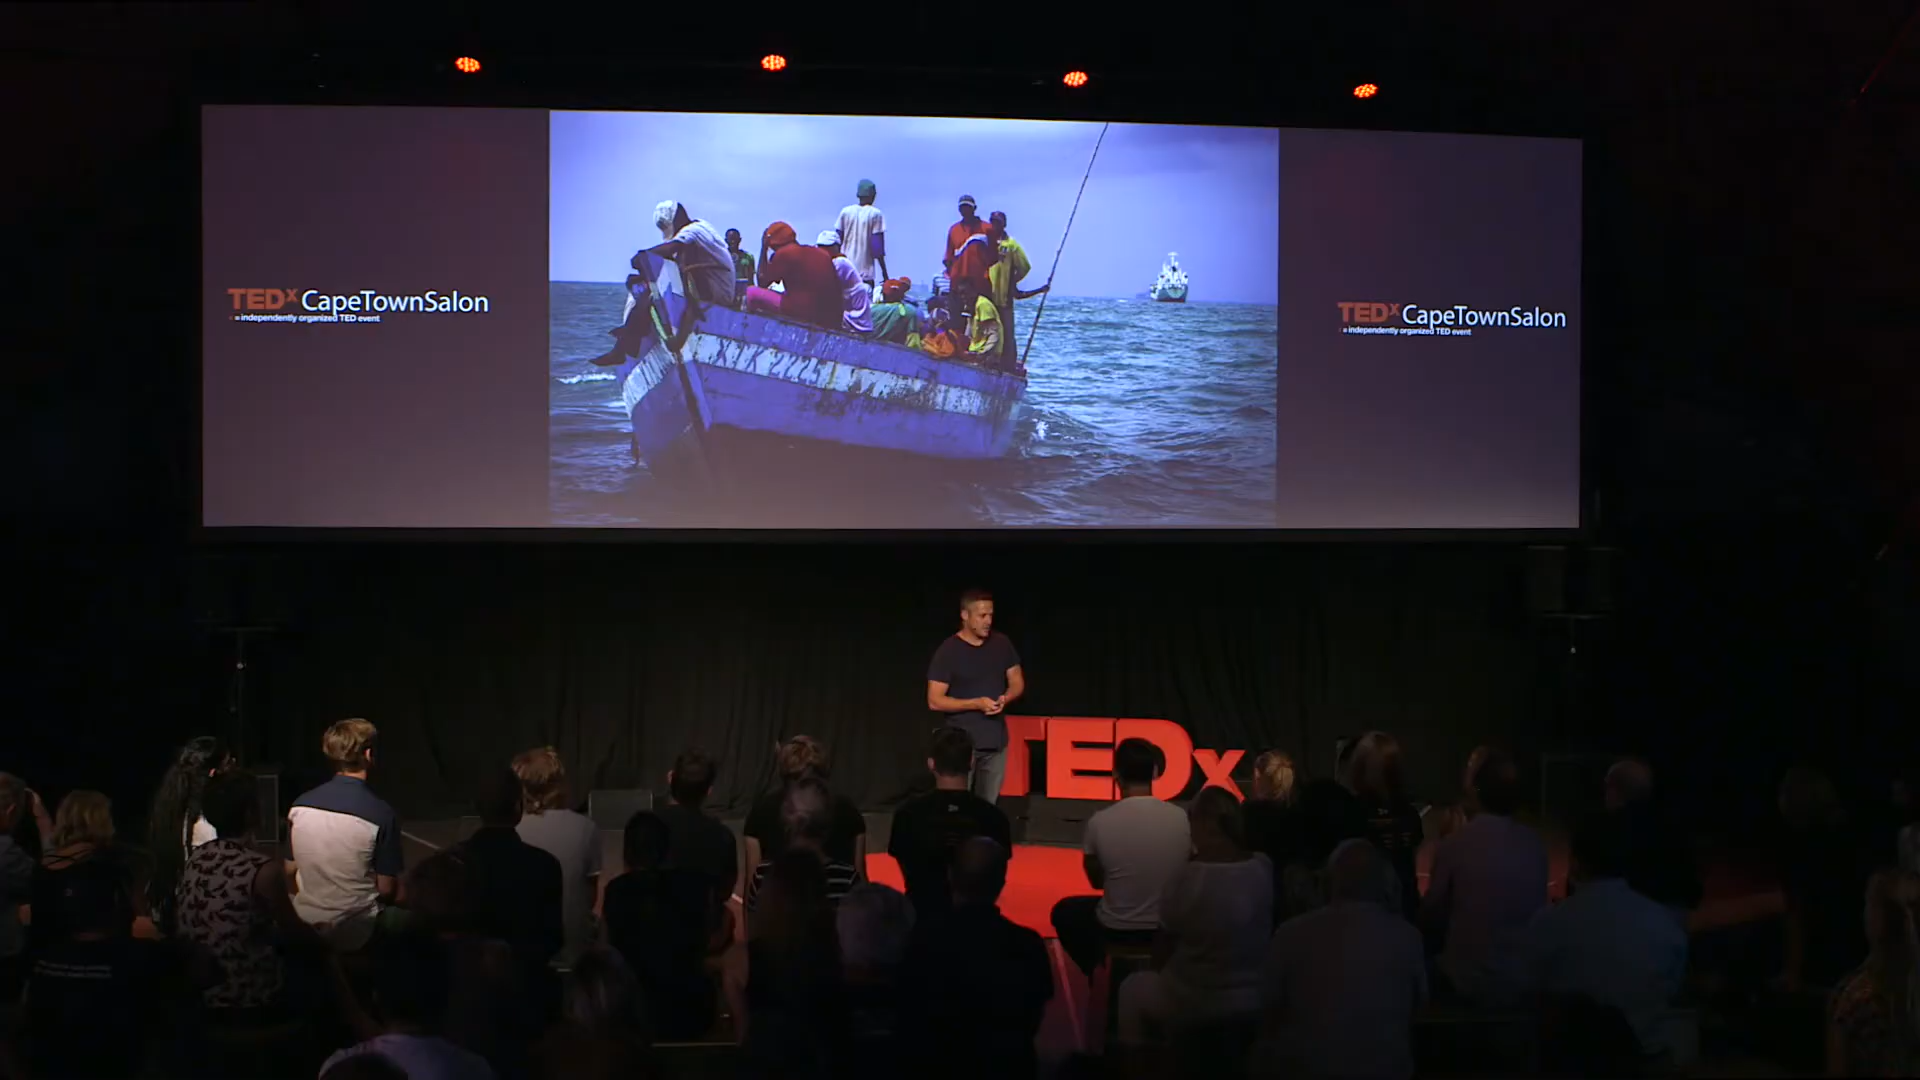 TEDx CapeTownSalon
x = independently organized TED event
TEDx CapeTownSalon
x = independently organized TED event
TEDx